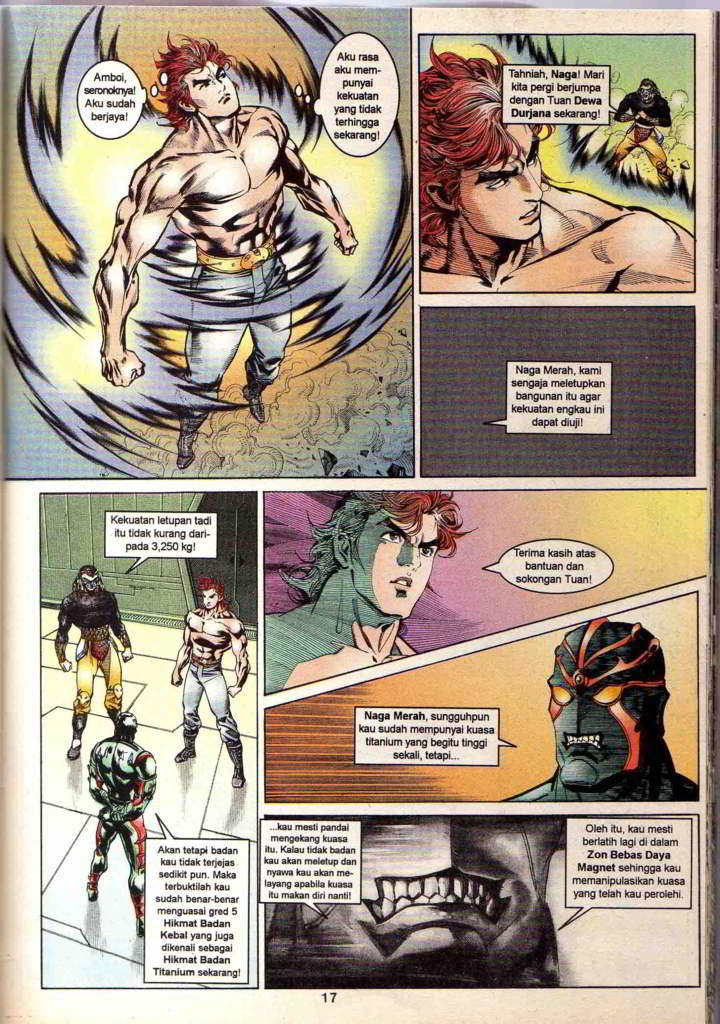 Amboi,
seronoknya!
Aku sudah
berjaya!
Aku rasa
aku mem-
punyai
kekuatan
yang tidak
terhingga
sekarang!
Tahniah, Naga! Mari
kita pergi berjumpa
dengan Tuan Dewa
Durjana sekarang!
Naga Merah, kami
sengaja meletupkan
bangunan itu agar
kekuatan engkau ini
dapat diuji!
Kekuatan letupan tadi
itu tidak kurang dari-
pada 3,250 kg!
Akan tetapi badan
kau tidak terjejas
sedikit pun. Maka
terbuktilah kau
sudah benar-benar
menguasai gred 5
Hikmat Badan
Kebal yang juga
dikenali sebagai
Hikmat Badan
Titanium sekarang!
Terima kasih atas
bantuan dan
sokongan Tuan!
Naga Merah, sungguhpun
kau sudah mempunyai kuasa
titanium yang begitu tinggi
sekali, tetapi...
...kau mesti pandai
mengekang kuasa
itu. Kalau tidak badan
kau akan meletup dan
nyawa kau akan me-
layang apabila kuasa
itu makan diri nanti!
Oleh itu, kau mesti
berlatih lagi di dalam
Zon Bebas Daya
Magnet sehingga kau
memanipulasikan kuasa
yang telah kau perolehi.
17